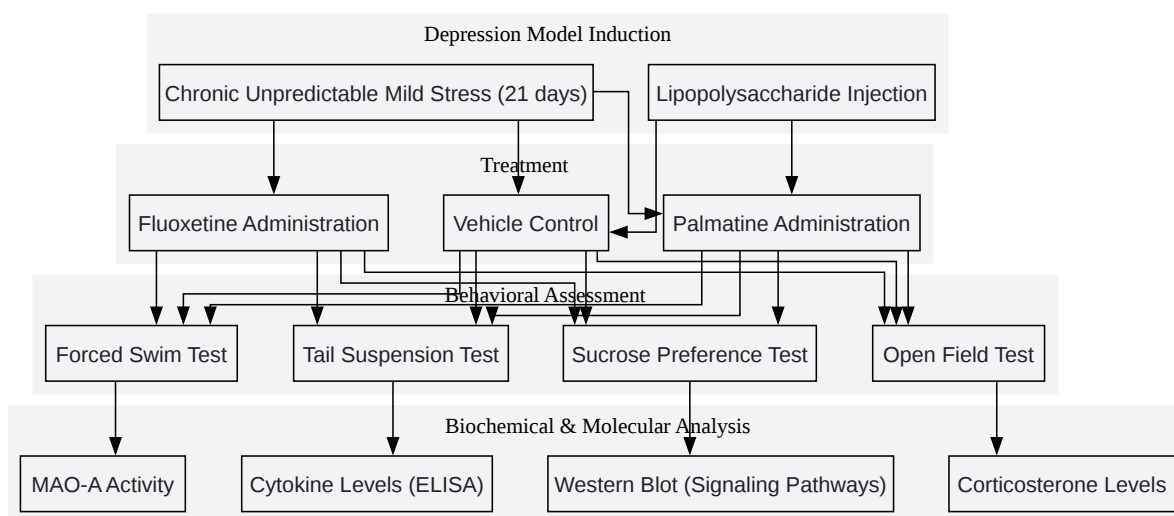 Depression Model Induction
Chronic Unpredictable Mild Stress (21 days)
Lipopolysaccharide Injection
Treatment
Fluoxetine Administration
Vehicle Control
Palmatine Administration
Behavioral Assessment
Forced Swim Test
Tail Suspension Test
Sucrose Preference Test
Open Field Test
Biochemical & Molecular Analysis
MAO-A Activity
Cytokine Levels (ELISA)
Western Blot (Signaling Pathways)
Corticosterone Levels